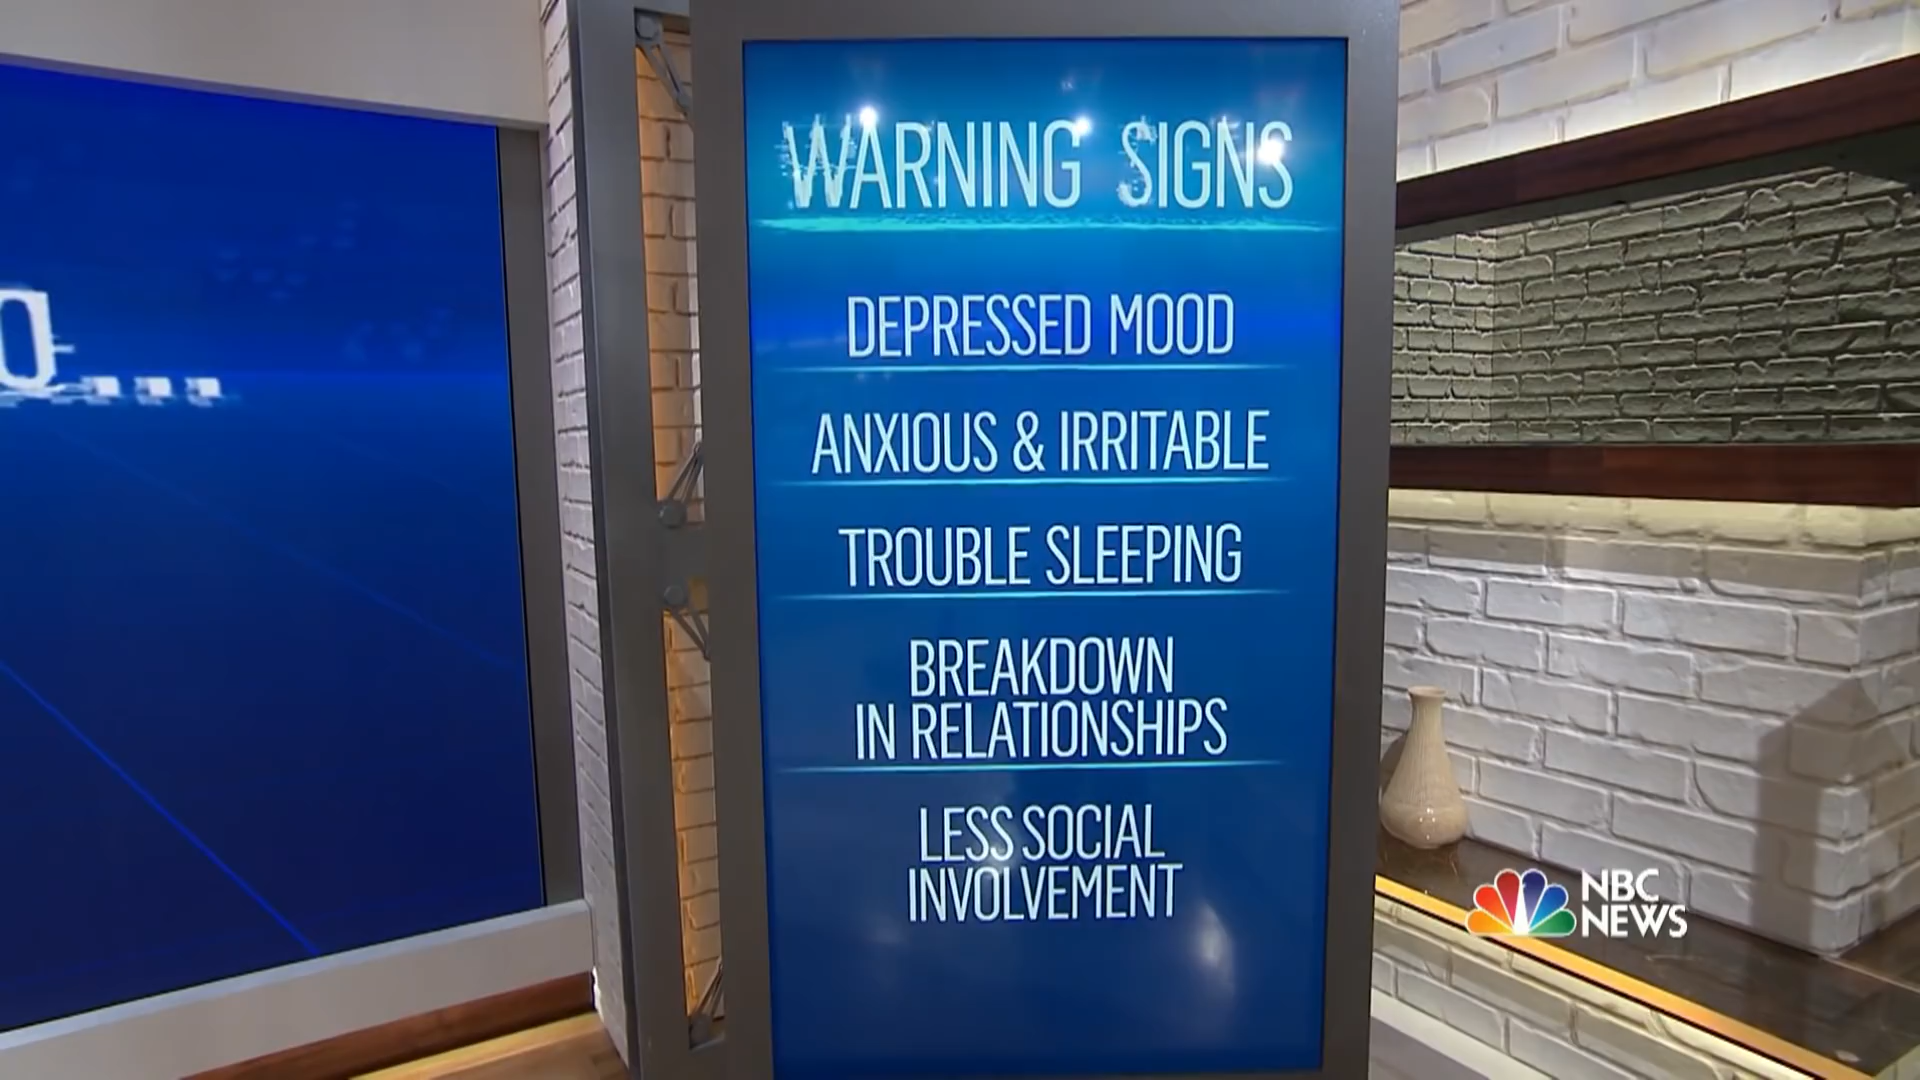 WARNING SIGNS
DEPRESSED MOOD
ANXIOUS & IRRITABLE
TROUBLE SLEEPING
BREAKDOWN
IN RELATIONSHIPS
LESS SOCIAL
INVOLVEMENT
NBC
NEWS